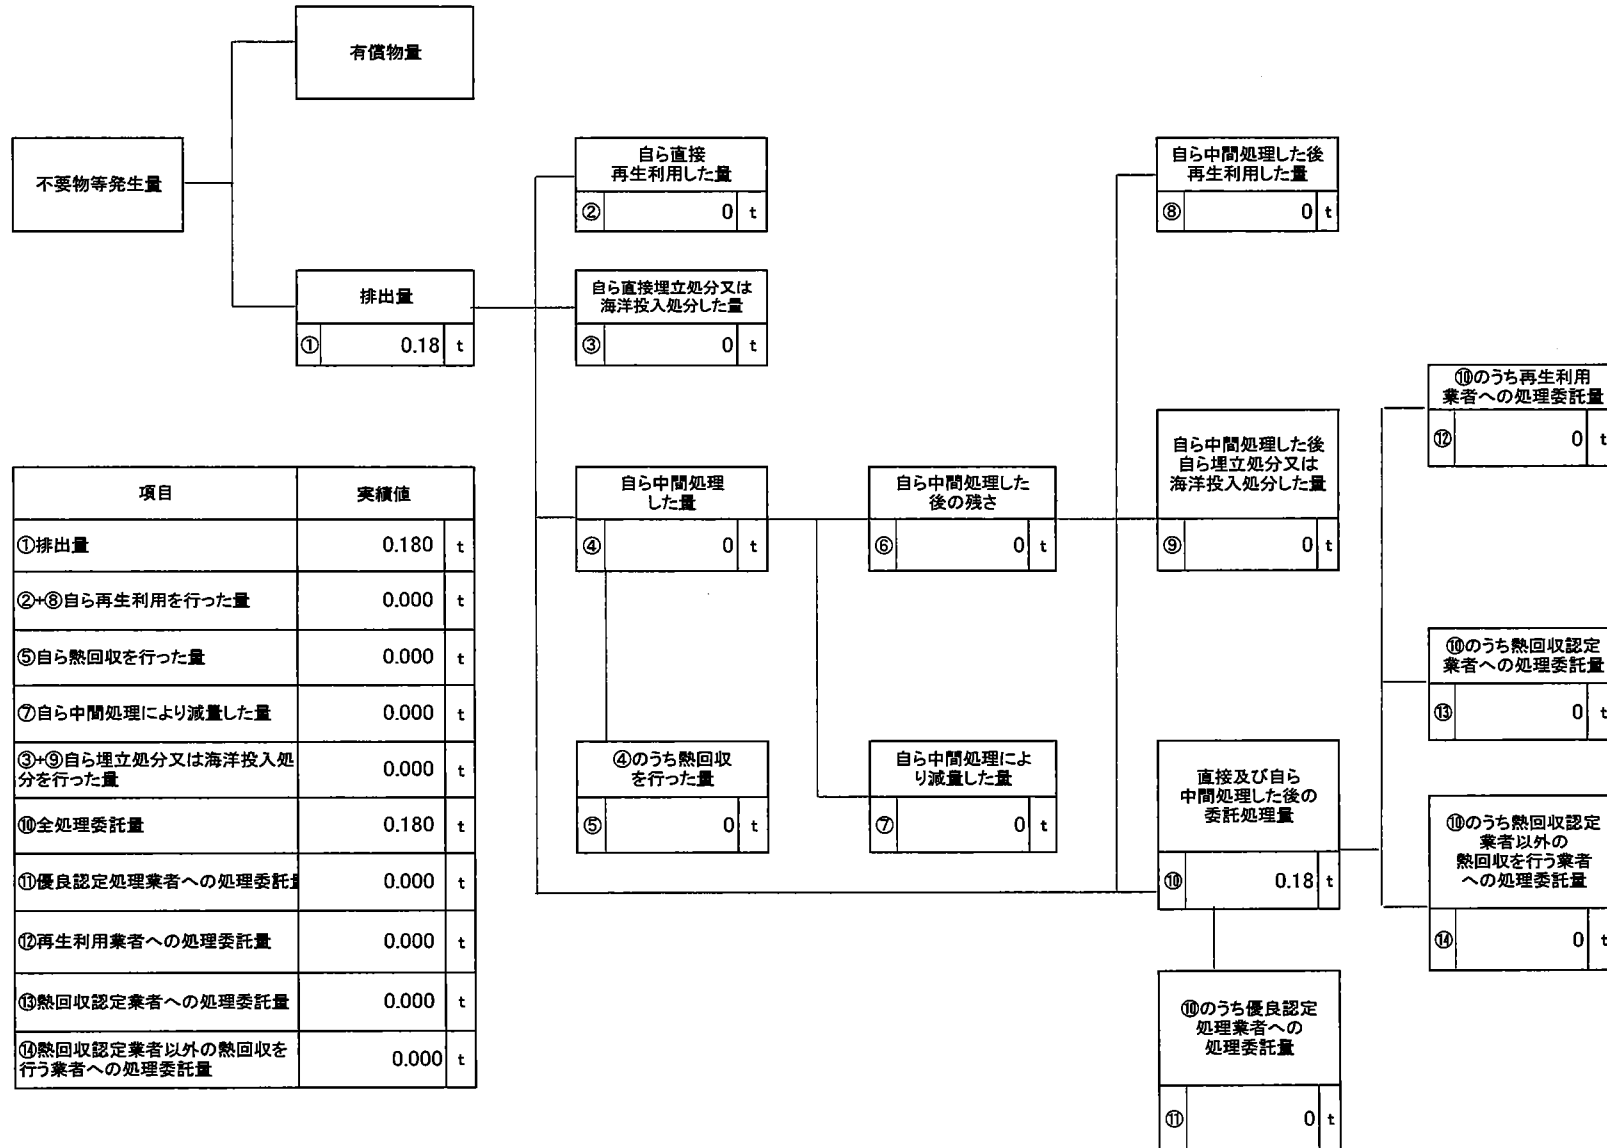 有償物量
不要物等発生量
排出量
① 0.18 t
自ら直接
再生利用した量
② 0 t
自ら直接埋立処分又は
海洋投入処分した量
③ 0 t
自ら中間処理
した量
④ 0 t
④のうち熱回収
を行った量
⑤ 0 t
自ら中間処理した
後の残さ
⑥ 0 t
自ら中間処理によ
り減量した量
⑦ 0 t
自ら中間処理した後
再生利用した量
⑧ 0 t
自ら中間処理した後
自ら埋立処分又は
海洋投入処分した量
⑨ 0 t
直接及び自ら
中間処理した後の
委託処理量
⑩ 0.18 t
⑩のうち優良認定
処理業者への
処理委託量
⑪ 0 t
⑩のうち再生利用
業者への処理委託量
⑫ 0 t
⑩のうち熱回収認定
業者への処理委託量
⑬ 0 t
⑩のうち熱回収認定
業者以外の
熱回収を行う業者
への処理委託量
⑭ 0 t
項目 実績値
①排出量 0.180 t
②+⑧自ら再生利用を行った量 0.000 t
⑤自ら熱回収を行った量 0.000 t
⑦自ら中間処理により減量した量 0.000 t
③+⑨自ら埋立処分又は海洋投入処
分を行った量 0.000 t
⑩全処理委託量 0.180 t
⑪優良認定処理業者への処理委託量 0.000 t
⑫再生利用業者への処理委託量 0.000 t
⑬熱回収認定業者への処理委託量 0.000 t
⑭熱回収認定業者以外の熱回収を
行う業者への処理委託量 0.000 t